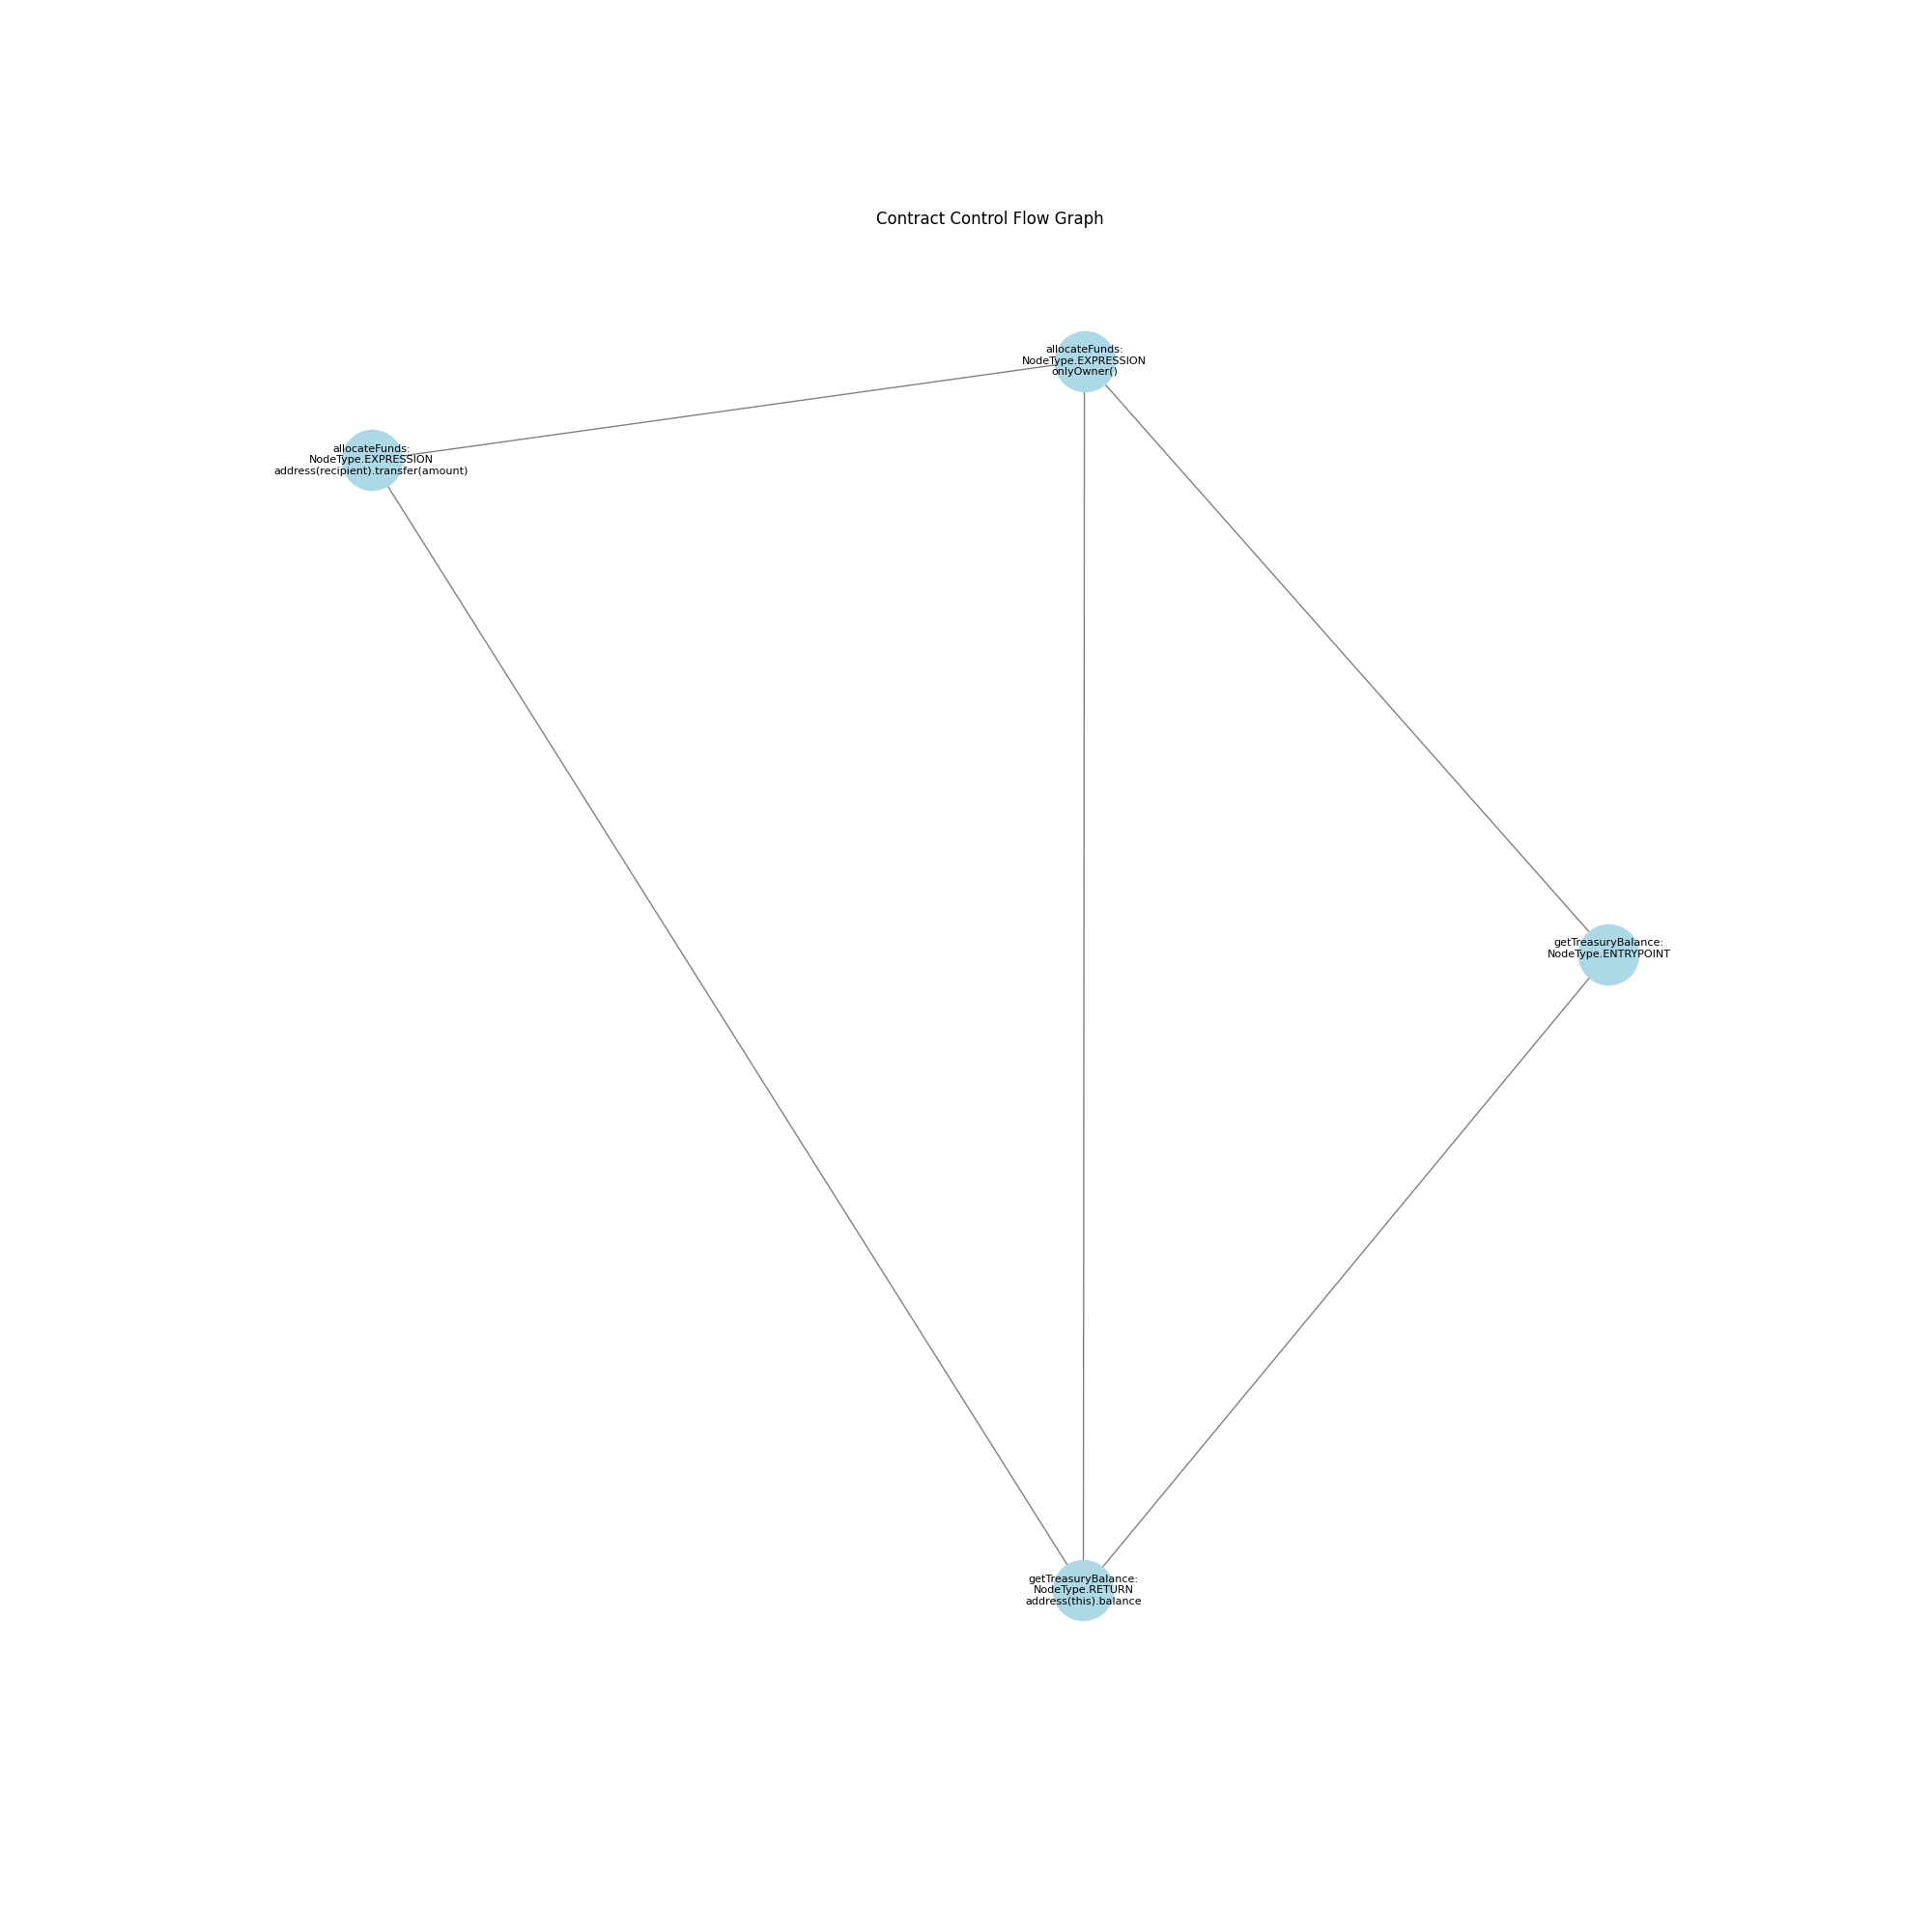 Contract Control Flow Graph
allocateFunds:
NodeType.EXPRESSION
onlyOwner()
allocateFunds:
NodeType.EXPRESSION
address(recipient).transfer(amount)
getTreasuryBalance:
NodeType.ENTRYPOINT
getTreasuryBalance:
NodeType.RETURN
address(this).balance